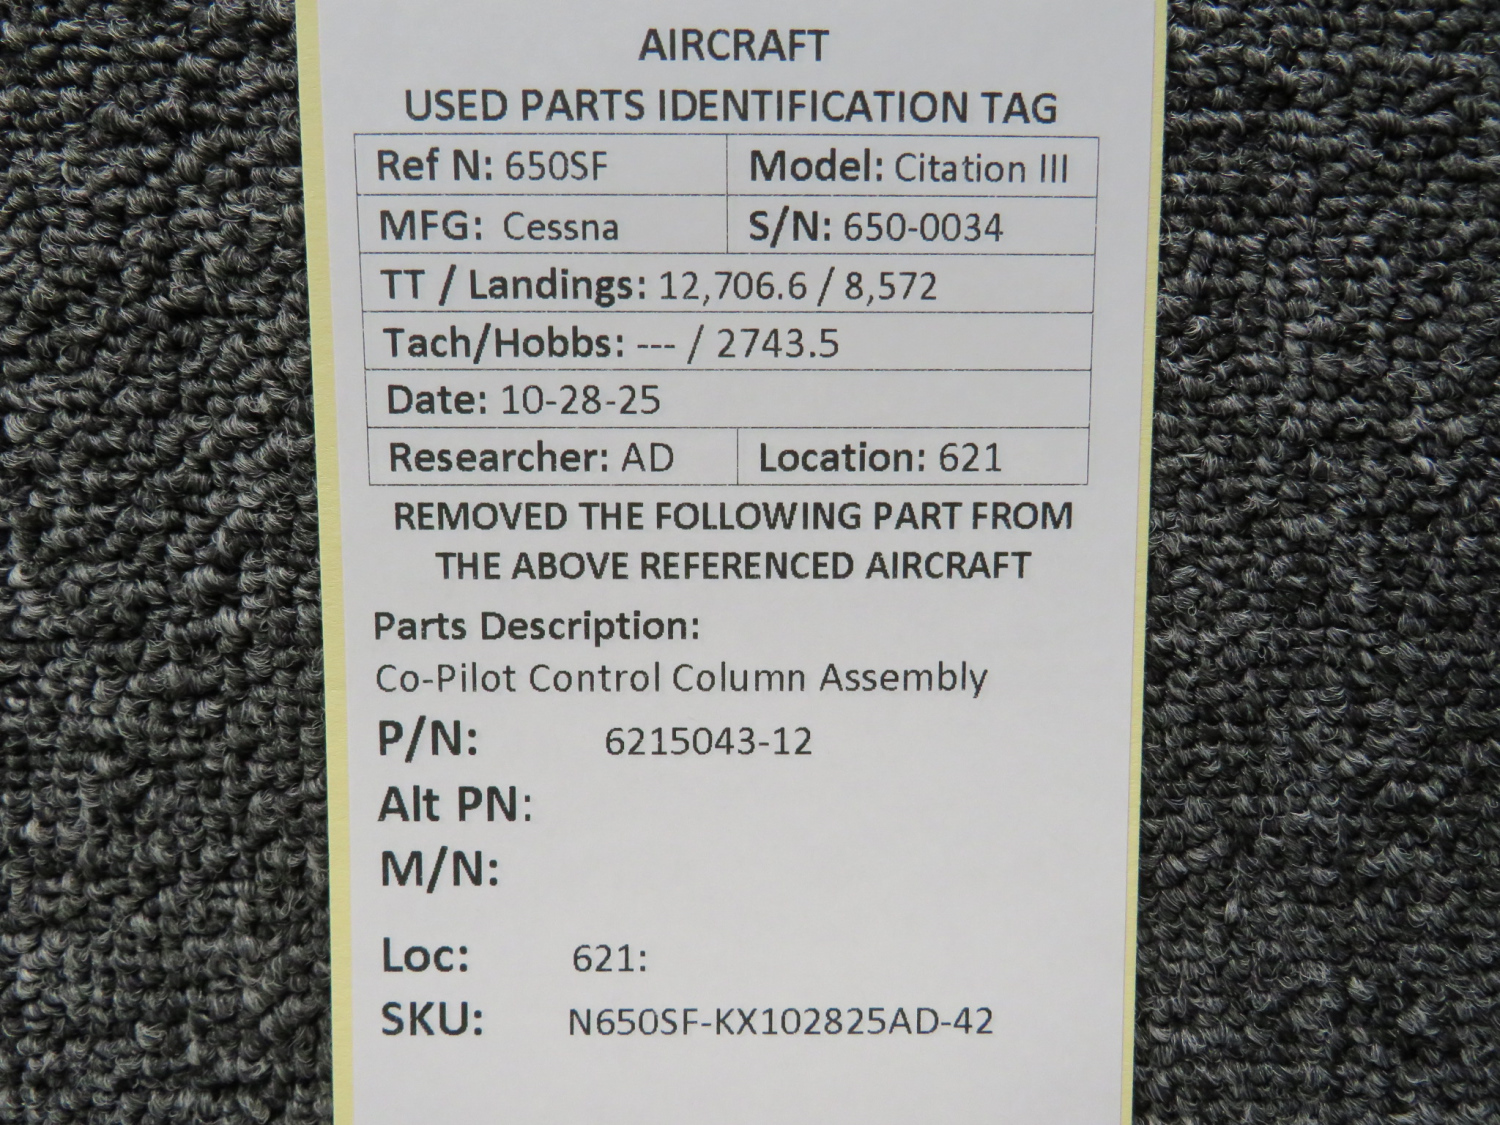 AIRCRAFT
USED PARTS IDENTIFICATION TAG
Ref N: 650SF Model: Citation III
MFG: Cessna S/N: 650-0034
TT / Landings: 12,706.6 / 8,572
Tach/Hobbs: --- / 2743.5
Date: 10-28-25
Researcher: AD Location: 621
REMOVED THE FOLLOWING PART FROM
THE ABOVE REFERENCED AIRCRAFT
Parts Description:
Co-Pilot Control Column Assembly
P/N: 6215043-12
Alt PN:
M/N:
Loc: 621:
SKU: N650SF-KX102825AD-42